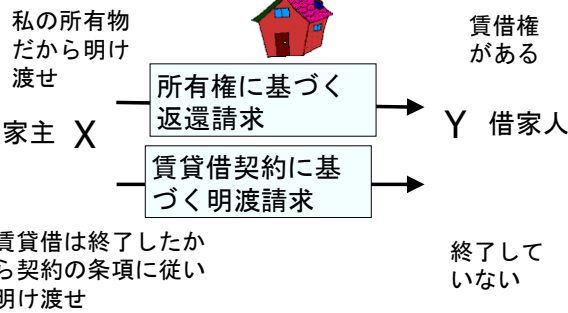 私の所有物
だから明け
渡せ
賃借権
がある
所有権に基づく
返還請求
家主 X
Y 借家人
賃貸借契約に基
づく明渡請求
賃貸借は終了したか
ら契約の条項に従い
明け渡せ
終了して
いない